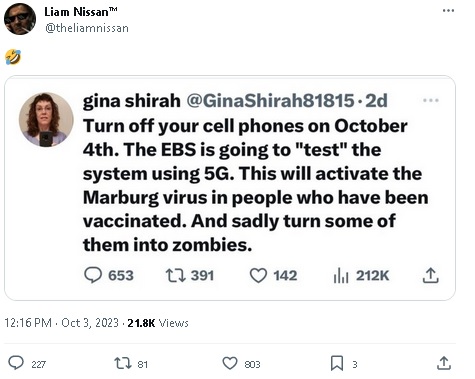 Liam Nissan™
@theliamnissan
🤣
gina shirah @GinaShirah81815 · 2d
Turn off your cell phones on October
4th. The EBS is going to "test" the
system using 5G. This will activate the
Marburg virus in people who have been
vaccinated. And sadly turn some of
them into zombies.
653 391 142 212K
12:16 PM · Oct 3, 2023 · 21.8K Views
227 81 803 3